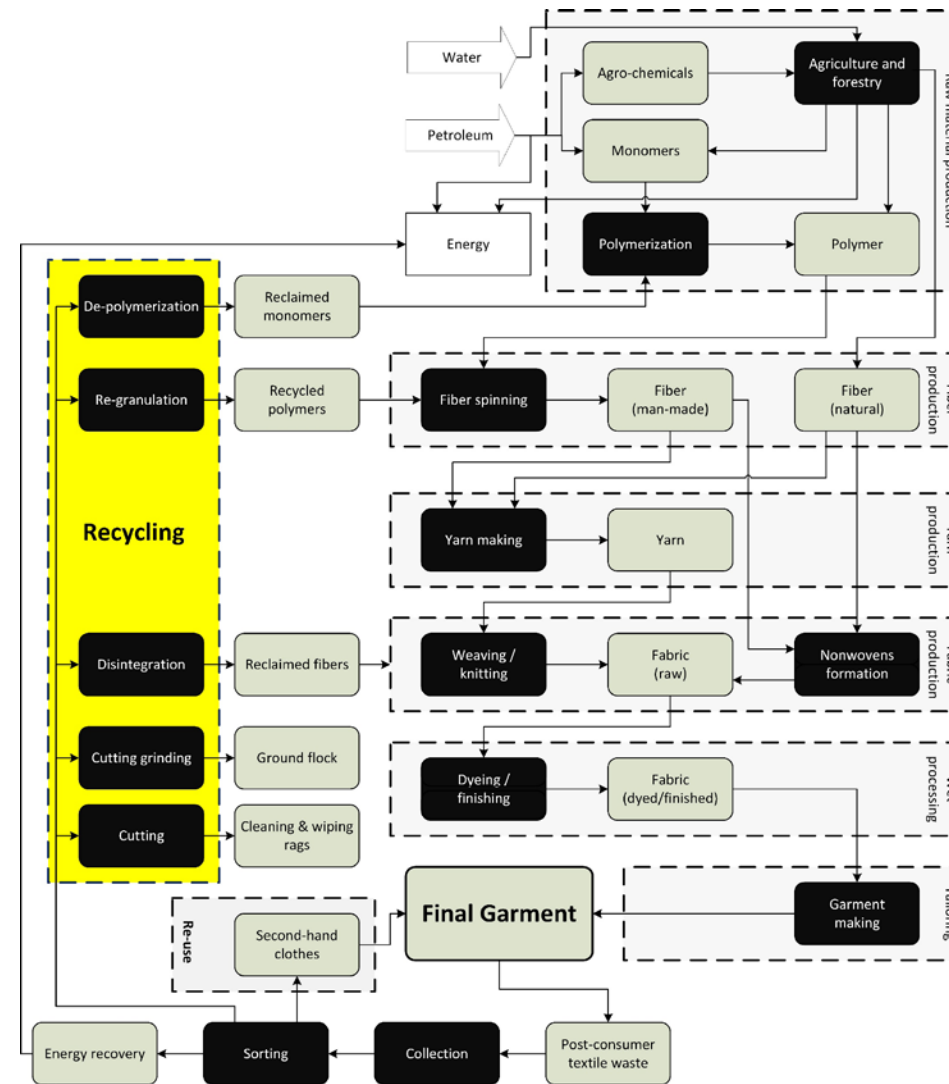 Water
Agro-chemicals
Agriculture and
forestry
Petroleum
Monomers
Energy
Polymerization
Polymer
production
De-polymerization
Reclaimed
monomers
Re-granulation
Recycled
polymers
Fiber spinning
Fiber
(man-made)
Fiber
(natural)
production
Recycling
Yarn making
Yarn
production
Disintegration
Reclaimed fibers
Weaving /
knitting
Fabric
(raw)
Nonwovens
formation
production
Cutting grinding
Ground flock
Dyeing /
finishing
Fabric
(dyed/finished)
processing
Cutting
Cleaning & wiping
rags
Final Garment
Garment
making
Re-use
Second-hand
clothes
Energy recovery
Sorting
Collection
Post-consumer
textile waste